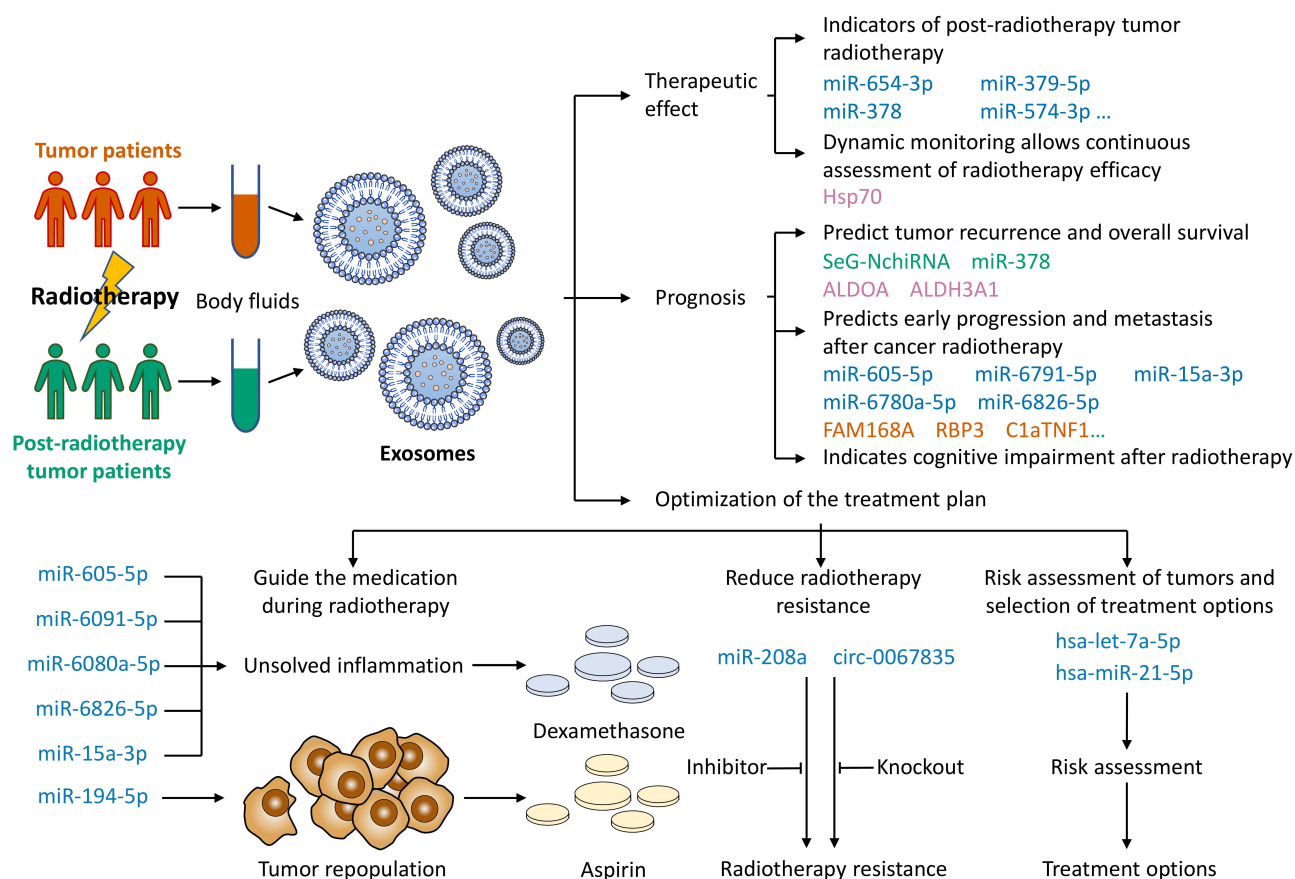 Tumor patients
Radiotherapy
Post-radiotherapy
tumor patients
Body fluids
Exosomes
Therapeutic
effect
Indicators of post-radiotherapy tumor
radiotherapy
miR-654-3p miR-379-5p
miR-378 miR-574-3p ...
Dynamic monitoring allows continuous
assessment of radiotherapy efficacy
Hsp70
Prognosis
Predict tumor recurrence and overall survival
SeG-NchiRNA miR-378
ALDOA ALDH3A1
Predicts early progression and metastasis
after cancer radiotherapy
miR-605-5p miR-6791-5p miR-15a-3p
miR-6780a-5p miR-6826-5p
FAM168A RBP3 C1aTNF1...
Indicates cognitive impairment after radiotherapy
Optimization of the treatment plan
Guide the medication
during radiotherapy
miR-605-5p
miR-6091-5p
miR-6080a-5p
miR-6826-5p
miR-15a-3p
miR-194-5p
Unsolved inflammation
Dexamethasone
Tumor repopulation
Aspirin
Reduce radiotherapy
resistance
miR-208a circ-0067835
Inhibitor Knockout
Radiotherapy resistance
Risk assessment of tumors and
selection of treatment options
hsa-let-7a-5p
hsa-miR-21-5p
Risk assessment
Treatment options